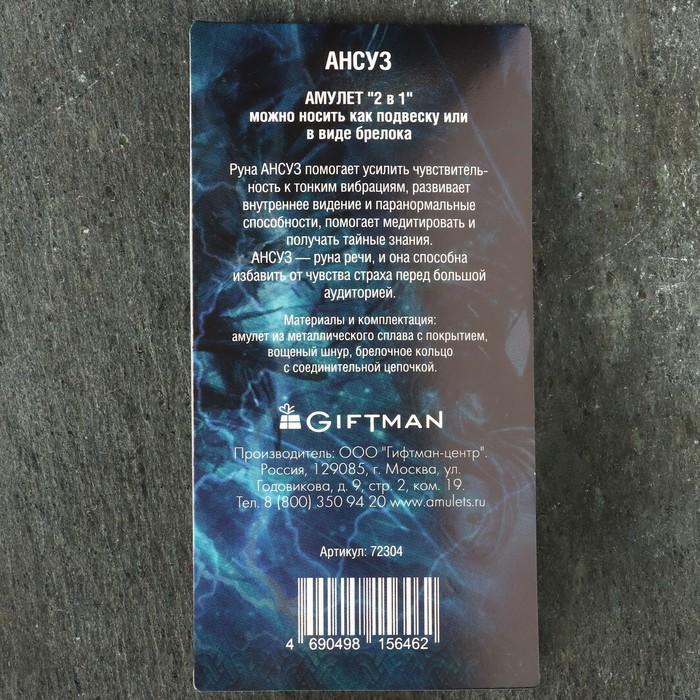 АНСУЗ
АМУЛЕТ "2 в 1"
можно носить как подвеску или
в виде брелока
Руна АНСУЗ помогает усилить чувствитель-
ность к тонким вибрациям, развивает
внутреннее видение и паранормальные
способности, помогает медитировать и
получать тайные знания.
АНСУЗ — руна речи, и она способна
избавить от чувства страха перед большой
аудиторией.
Материалы и комплектация:
амулет из металлического сплава с покрытием,
вощеный шнур, брелочное кольцо
с соединительной цепочкой.
GIFTMAN
Производитель: ООО "Гифтман-центр".
Россия, 129085, г. Москва, ул.
Годовикова, д. 9, стр. 2, ком. 19.
Тел. 8 (800) 350 94 20 www.amulets.ru
Артикул: 72304
4 690498 156462